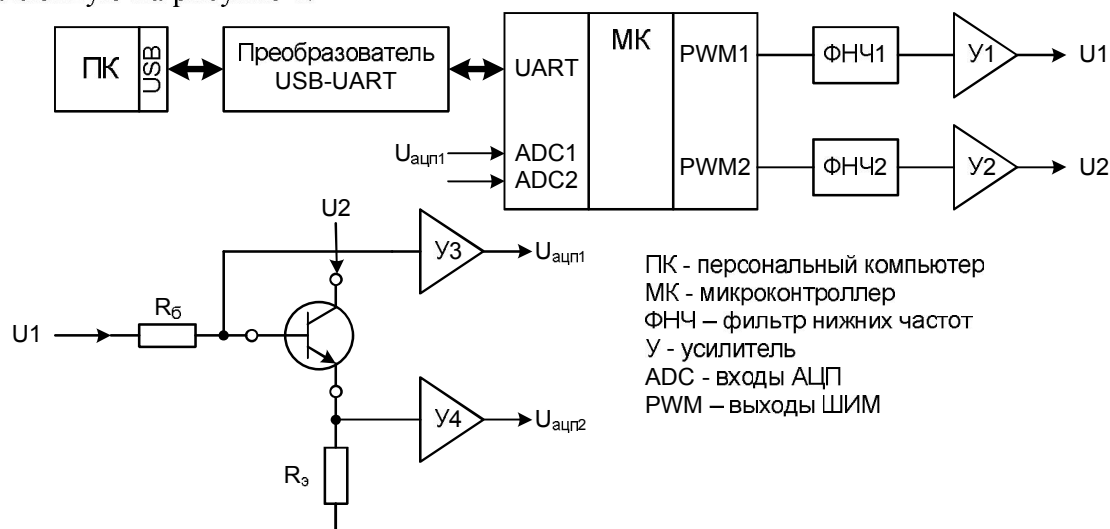 ПК
USB
Преобразователь
USB-UART
UART
МК
PWM1
ФНЧ1
У1
U1
Uацп1
ADC1
ADC2
PWM2
ФНЧ2
У2
U2
U2
У3
Uацп1
U1
Rб
У4
Uацп2
Rэ
ПК - персональный компьютер
МК - микроконтроллер
ФНЧ – фильтр нижних частот
У - усилитель
ADC - входы АЦП
PWM – выходы ШИМ